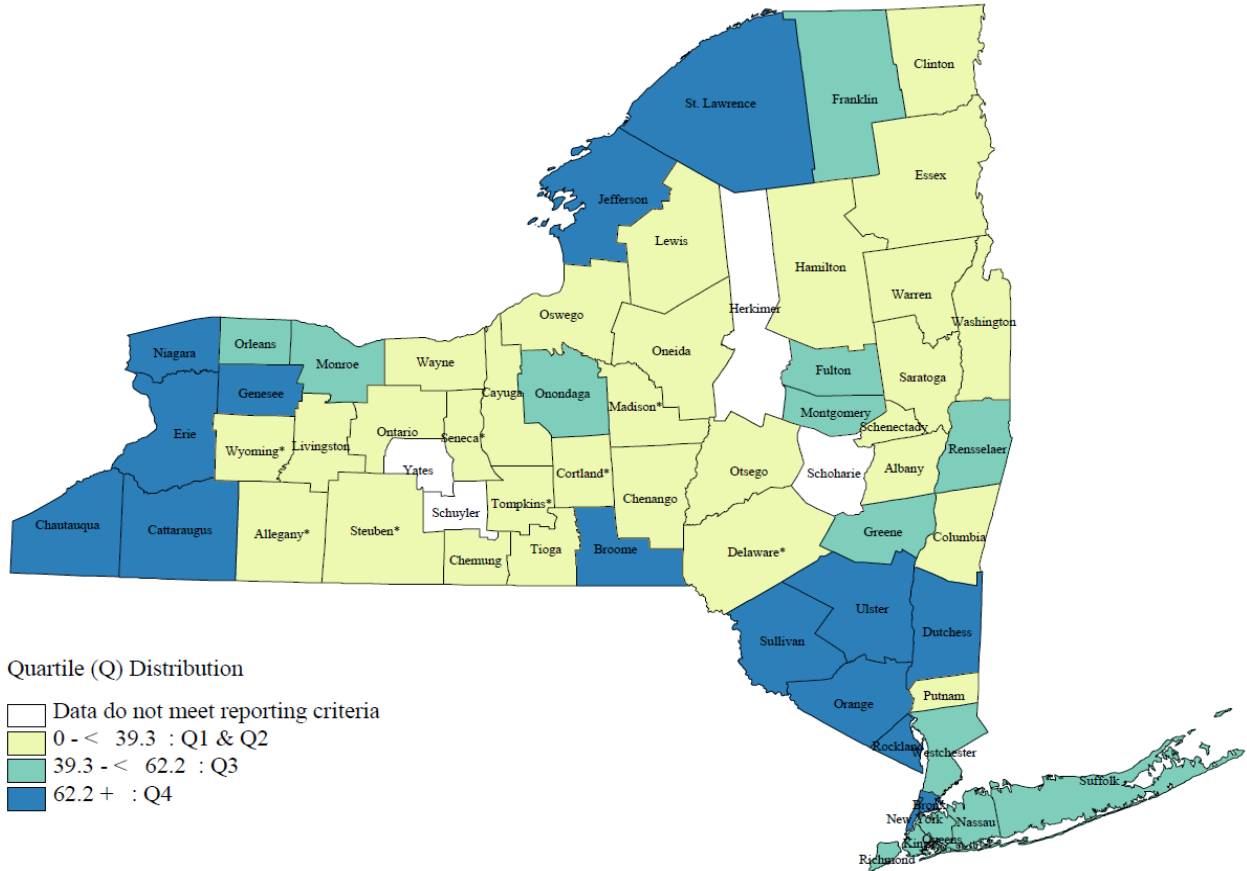 Clinton
Franklin
St. Lawrence
Essex
Jefferson
Lewis
Hamilton
Warren
Herkimer
Oswego
Washington
Niagara
Orleans
Monroe
Wayne
Oneida
Fulton
Saratoga
Genesee
Cayuga
Onondaga
Madison*
Montgomery
Erie
Ontario
Seneca*
Schenectady
Wyoming*
Livingston
Rensselaer
Yates
Cortland*
Otsego
Schoharie
Albany
Tompkins*
Chenango
Schuyler
Chautauqua
Cattaraugus
Allegany*
Steuben*
Greene
Columbia
Chemung
Tioga
Broome
Delaware*
Ulster
Sullivan
Dutchess
Quartile (Q) Distribution
Putnam
Orange
Data do not meet reporting criteria
0 - < 39.3 : Q1 & Q2
Rockland
Westchester
39.3 - < 62.2 : Q3
Suffolk
62.2 + : Q4
Bronx
New York
Nassau
Queens
Kings
Richmond